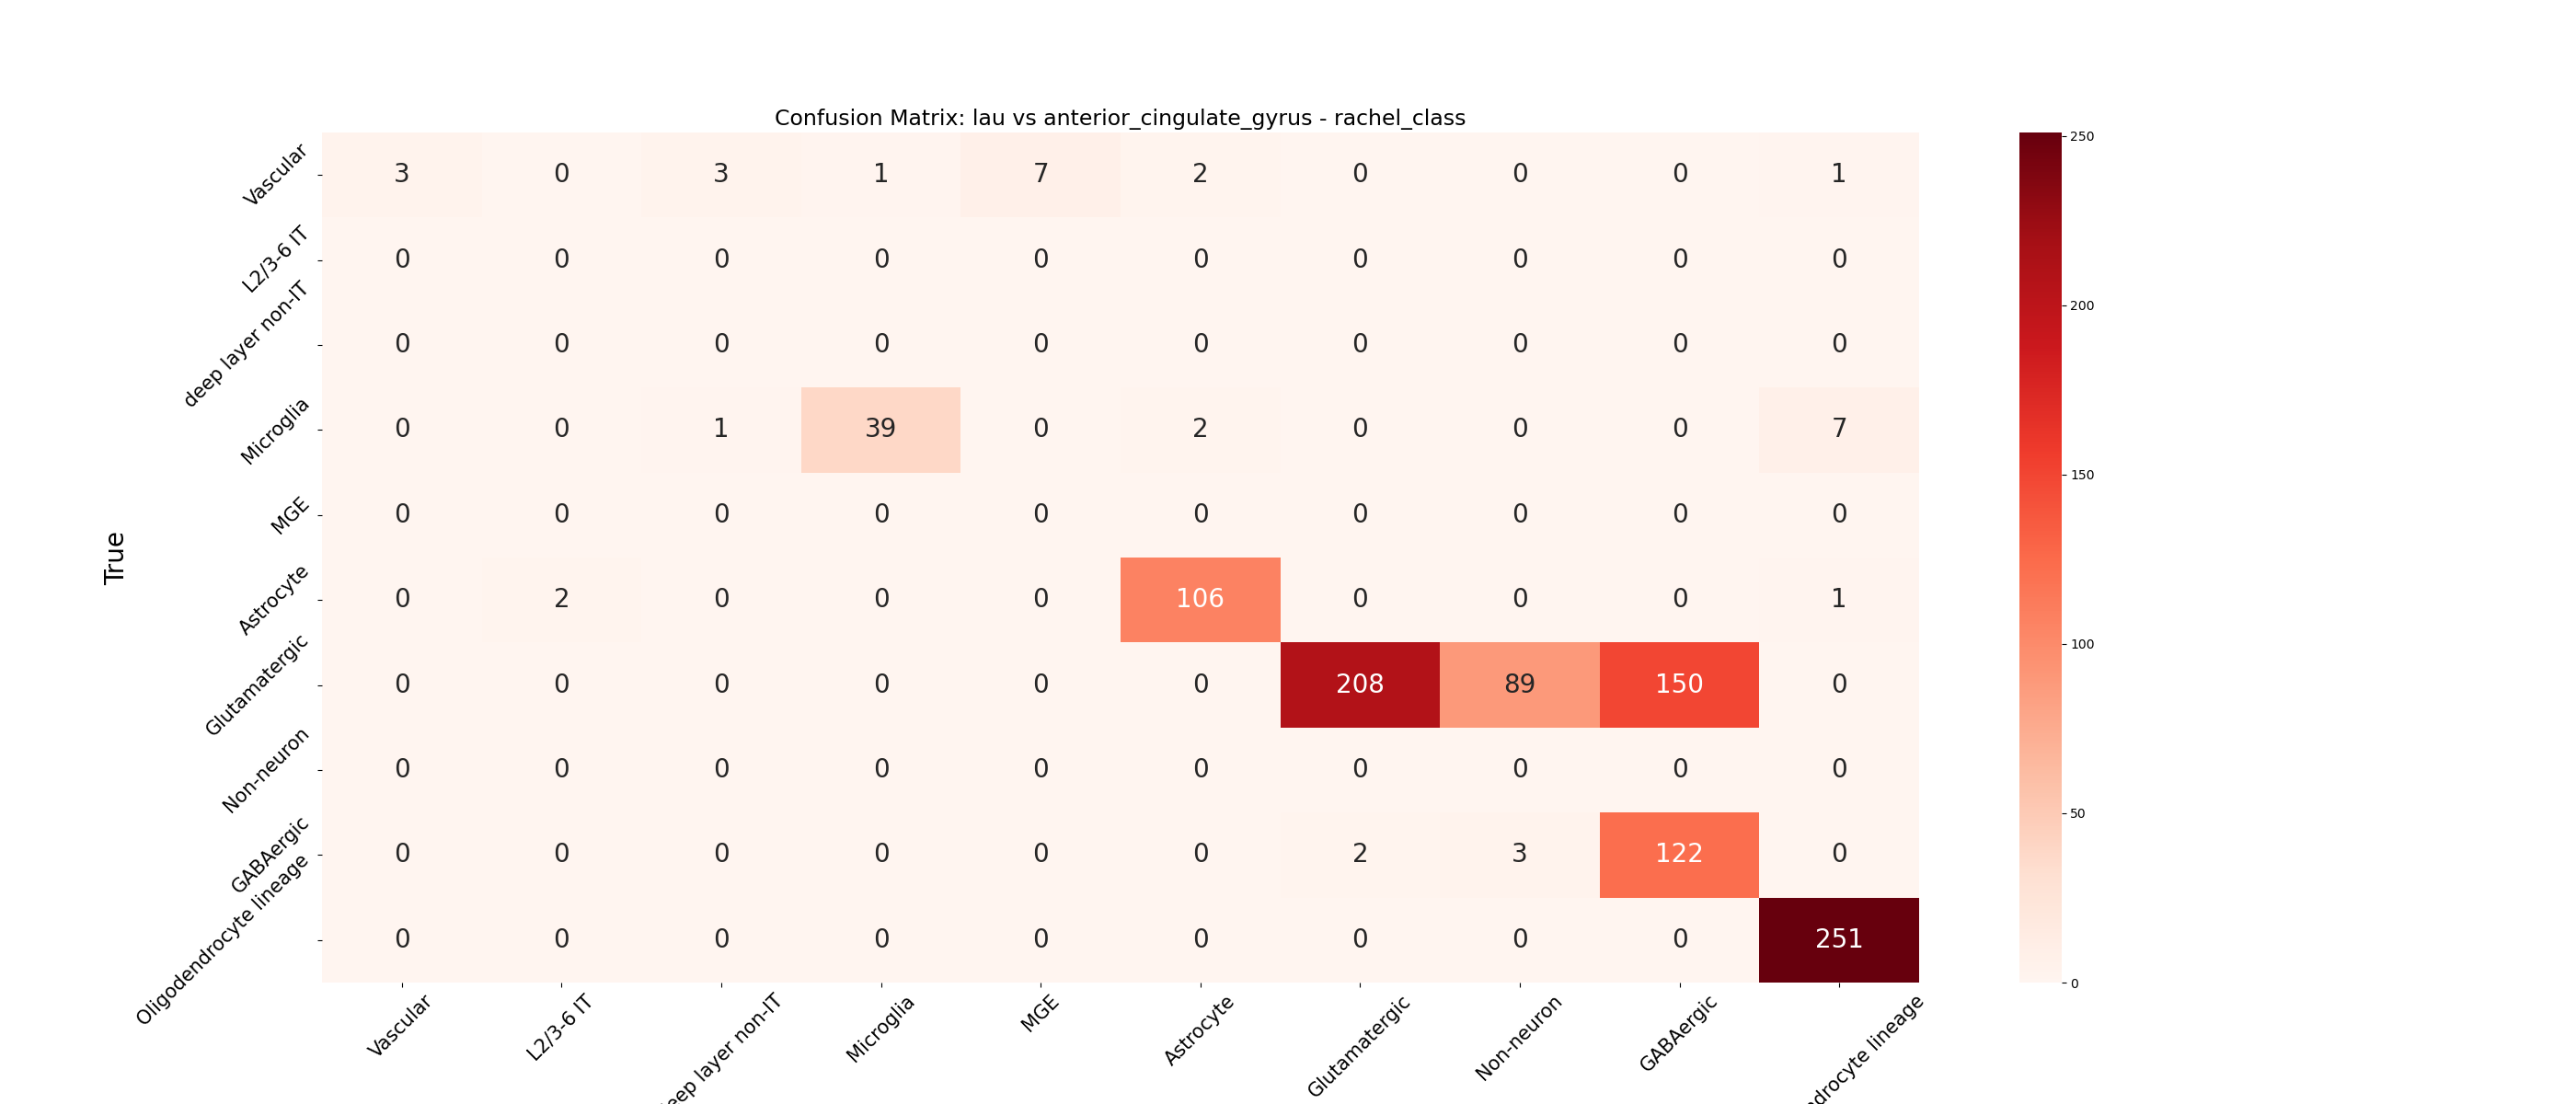 Confusion Matrix: lau vs anterior_cingulate_gyrus - rachel_class
True
Vascular 3 0 3 1 7 2 0 0 0 1
L2/3-6 IT 0 0 0 0 0 0 0 0 0 0
deep layer non-IT 0 0 0 0 0 0 0 0 0 0
Microglia 0 0 1 39 0 2 0 0 0 7
MGE 0 0 0 0 0 0 0 0 0 0
Astrocyte 0 2 0 0 0 106 0 0 0 1
Glutamatergic 0 0 0 0 0 0 208 89 150 0
Non-neuron 0 0 0 0 0 0 0 0 0 0
GABAergic 0 0 0 0 0 0 2 3 122 0
Oligodendrocyte lineage 0 0 0 0 0 0 0 0 0 251
Vascular
L2/3-6 IT
eep layer non-IT
Microglia
MGE
Astrocyte
Glutamatergic
Non-neuron
GABAergic
drocyte lineage
250
200
150
100
50
0